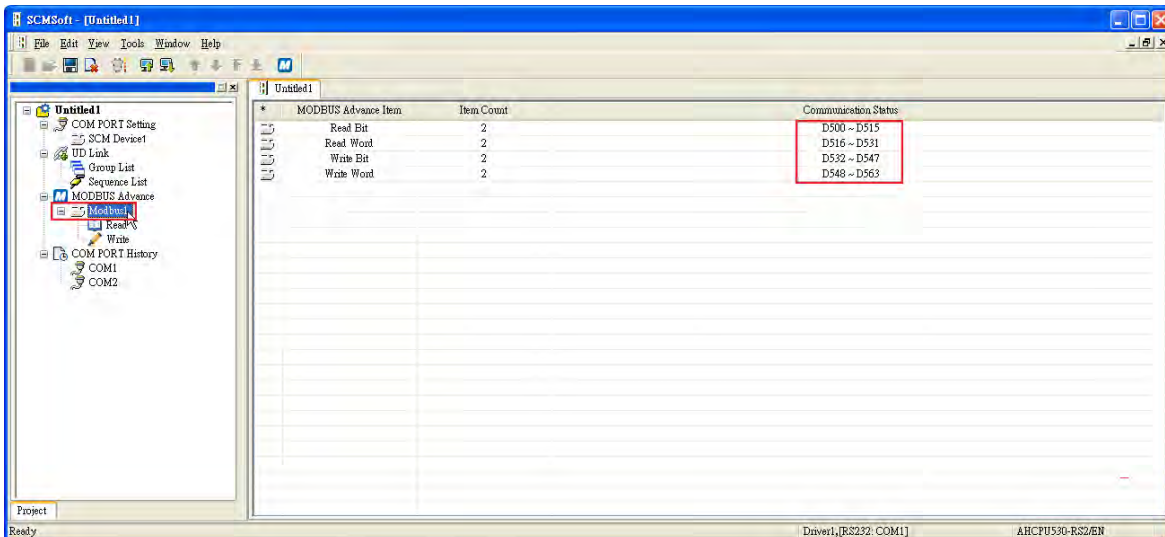 SCMSoft - [Untitled1]
File Edit View Tools Window Help
Untitled1
COM PORT Setting
SCM Device1
UD Link
Group List
Sequence List
MODBUS Advance
Modbus1
Read
Write
COM PORT History
COM1
COM2
Project
Untitled1
* MODBUS Advance Item Item Count Communication Status
Read Bit 2 D500 ~ D515
Read Word 2 D516 ~ D531
Write Bit 2 D532 ~ D547
Write Word 2 D548 ~ D563
Ready Driver1,[RS232: COM1] AHCPU530-RS2/EN